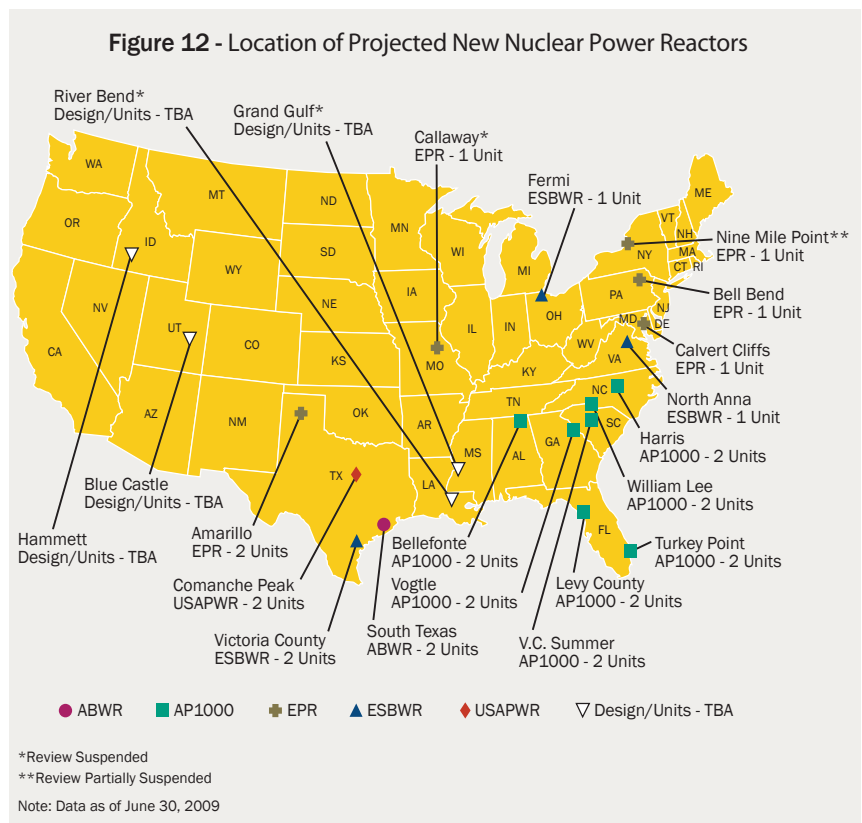 Figure 12 - Location of Projected New Nuclear Power Reactors
River Bend*
Design/Units - TBA
Grand Gulf*
Design/Units - TBA
Callaway*
EPR - 1 Unit
Fermi
ESBWR - 1 Unit
Nine Mile Point**
EPR - 1 Unit
Bell Bend
EPR - 1 Unit
Calvert Cliffs
EPR - 1 Unit
North Anna
ESBWR - 1 Unit
Harris
AP1000 - 2 Units
William Lee
AP1000 - 2 Units
Turkey Point
AP1000 - 2 Units
Levy County
AP1000 - 2 Units
V.C. Summer
AP1000 - 2 Units
Bellefonte
AP1000 - 2 Units
Vogtle
AP1000 - 2 Units
South Texas
ABWR - 2 Units
Victoria County
ESBWR - 2 Units
Comanche Peak
USAPWR - 2 Units
Amarillo
EPR - 2 Units
Blue Castle
Design/Units - TBA
Hammett
Design/Units - TBA
WA
MT
ND
MN
ME
OR
ID
SD
WI
MI
VT
NH
NY
MA
CT
RI
WY
IA
NE
PA
NJ
NV
UT
CO
IL
IN
OH
MD
DE
CA
KS
MO
WV
VA
KY
AZ
NM
OK
AR
TN
NC
SC
TX
LA
MS
AL
GA
FL
ABWR
AP1000
EPR
ESBWR
USAPWR
Design/Units - TBA
*Review Suspended
**Review Partially Suspended
Note: Data as of June 30, 2009